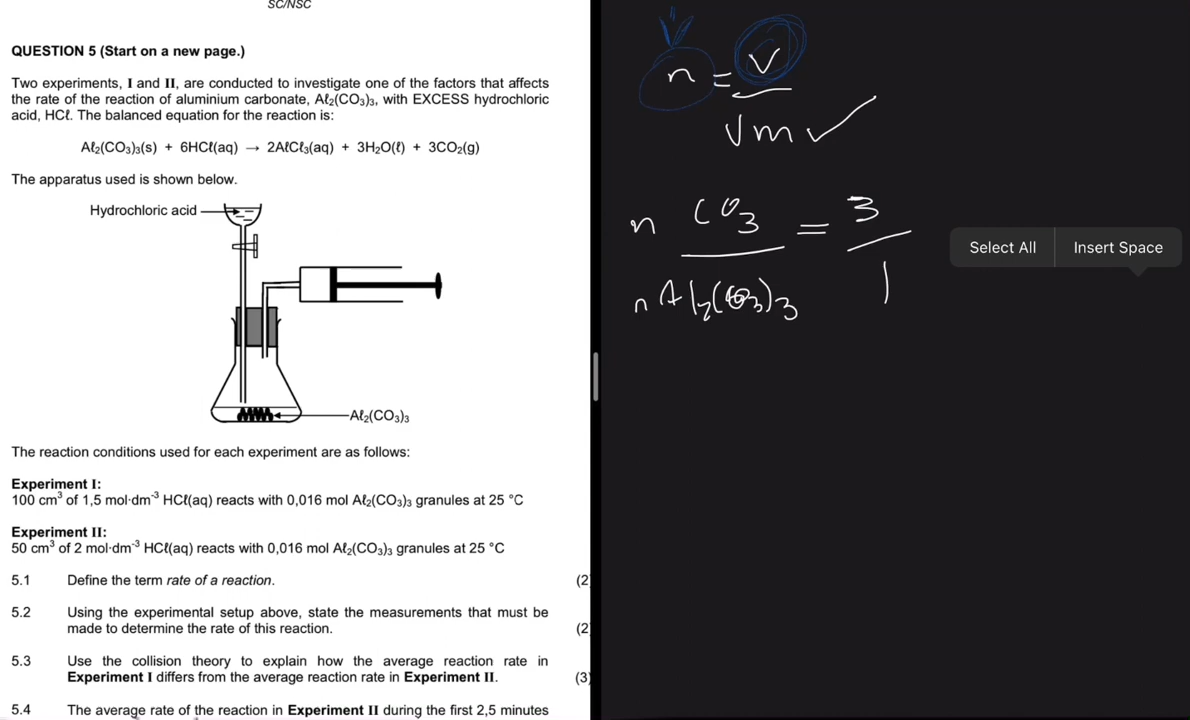 SC/NSC
QUESTION 5 (Start on a new page.)
Two experiments, I and II, are conducted to investigate one of the factors that affects
the rate of the reaction of aluminium carbonate, Aℓ₂(CO₃)₃, with EXCESS hydrochloric
acid, HCℓ. The balanced equation for the reaction is:
Aℓ₂(CO₃)₃(s) + 6HCℓ(aq) → 2AℓCℓ₃(aq) + 3H₂O(ℓ) + 3CO₂(g)
The apparatus used is shown below.
Hydrochloric acid
Aℓ₂(CO₃)₃
The reaction conditions used for each experiment are as follows:
Experiment I:
100 cm³ of 1,5 mol·dm⁻³ HCℓ(aq) reacts with 0,016 mol Aℓ₂(CO₃)₃ granules at 25 °C
Experiment II:
50 cm³ of 2 mol·dm⁻³ HCℓ(aq) reacts with 0,016 mol Aℓ₂(CO₃)₃ granules at 25 °C
5.1 Define the term rate of a reaction. (2
5.2 Using the experimental setup above, state the measurements that must be
made to determine the rate of this reaction. (2
5.3 Use the collision theory to explain how the average reaction rate in
Experiment I differs from the average reaction rate in Experiment II. (3)
5.4 The average rate of the reaction in Experiment II during the first 2,5 minutes
n = V
Vm ✓
n CO₃ = 3
n Al₂(CO₃)₃ 1
Select All Insert Space